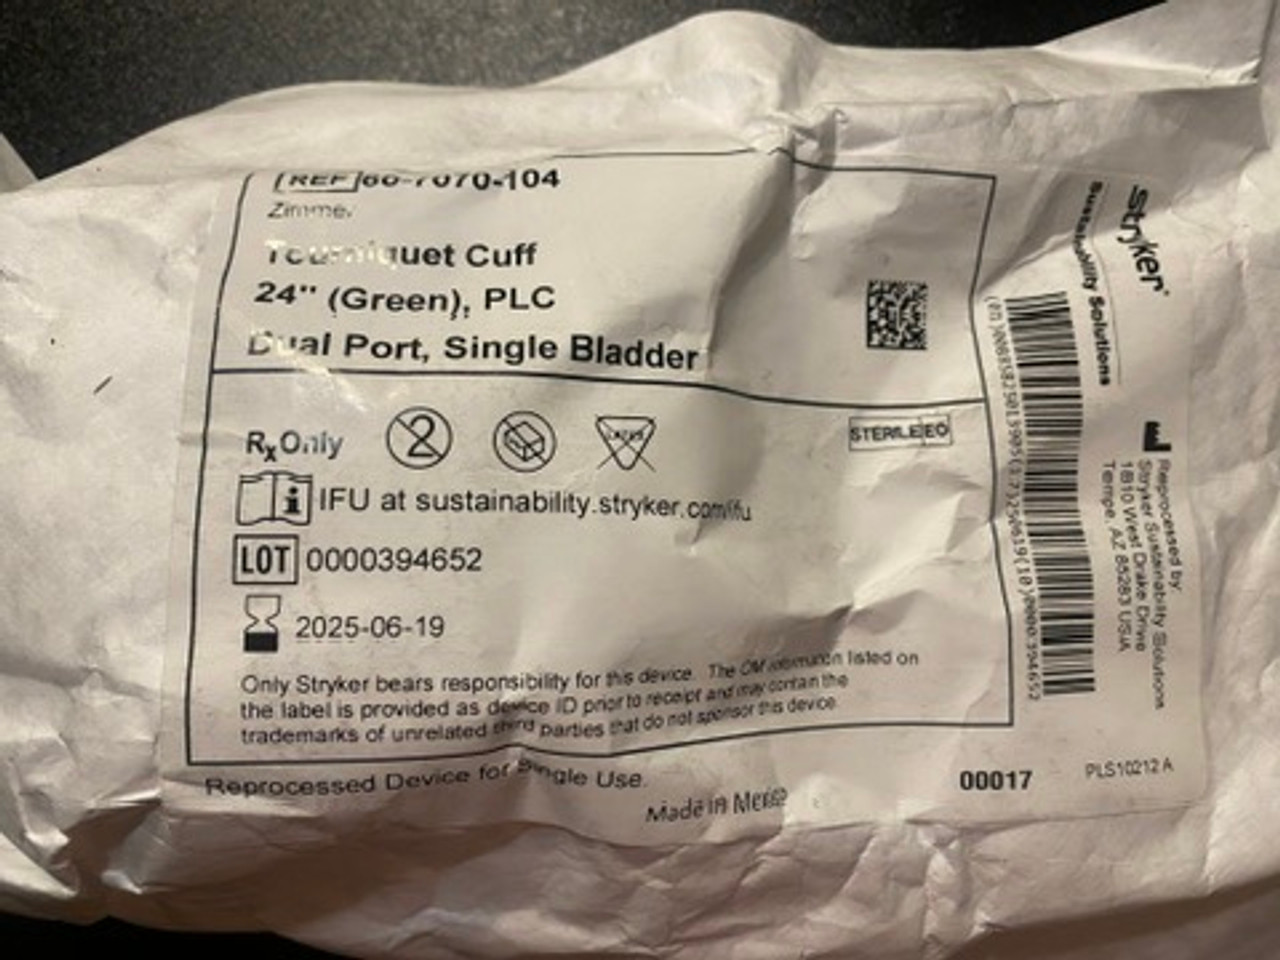 REF 60-7070-104
Zimmer
Tourniquet Cuff
24" (Green), PLC
Dual Port, Single Bladder
Rx Only
2
LATEX
STERILE EO
i IFU at sustainability.stryker.com/ifu
LOT 0000394652
2025-06-19
Only Stryker bears responsibility for this device. The OM information listed on
the label is provided as device ID prior to receipt and may contain the
trademarks of unrelated third parties that do not sponsor this device.
Reprocessed Device for Single Use.
Made in Mexico
00017
PLS10212 A
stryker
Sustainability Solutions
Reprocessed by:
Stryker Sustainability Solutions
1810 West Drake Drive
Tempe, AZ 85283 USA